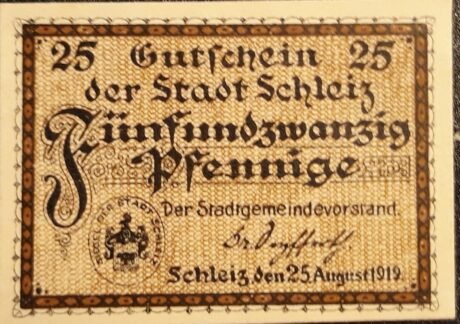 25 Gutschein 25
der Stadt Schleiz
Fünfundzwanzig
Pfennige
Der Stadtgemeindevorstand.
Schleiz, den 25. August 1919